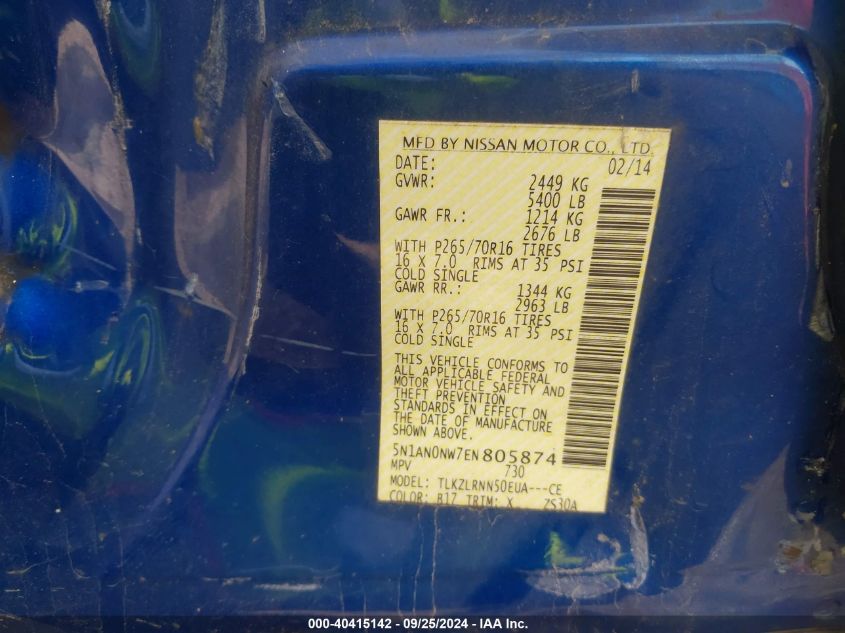 MFD BY NISSAN MOTOR CO., LTD.
DATE: 02/14
GVWR: 2449 KG
5400 LB
GAWR FR.: 1214 KG
2676 LB
WITH P265/70R16 TIRES
16 X 7.0 RIMS AT 35 PSI
COLD SINGLE
GAWR RR.: 1344 KG
2963 LB
WITH P265/70R16 TIRES
16 X 7.0 RIMS AT 35 PSI
COLD SINGLE
THIS VEHICLE CONFORMS TO
ALL APPLICABLE FEDERAL
MOTOR VEHICLE SAFETY AND
THEFT PREVENTION
STANDARDS IN EFFECT ON
THE DATE OF MANUFACTURE
SHOWN ABOVE.
5N1AN0NW7EN805874
MPV 730
MODEL: TLKZLRNN50EUA---CE
COLOR: B17 TRIM: X ZS30A
000-40415142 - 09/25/2024 - IAA Inc.